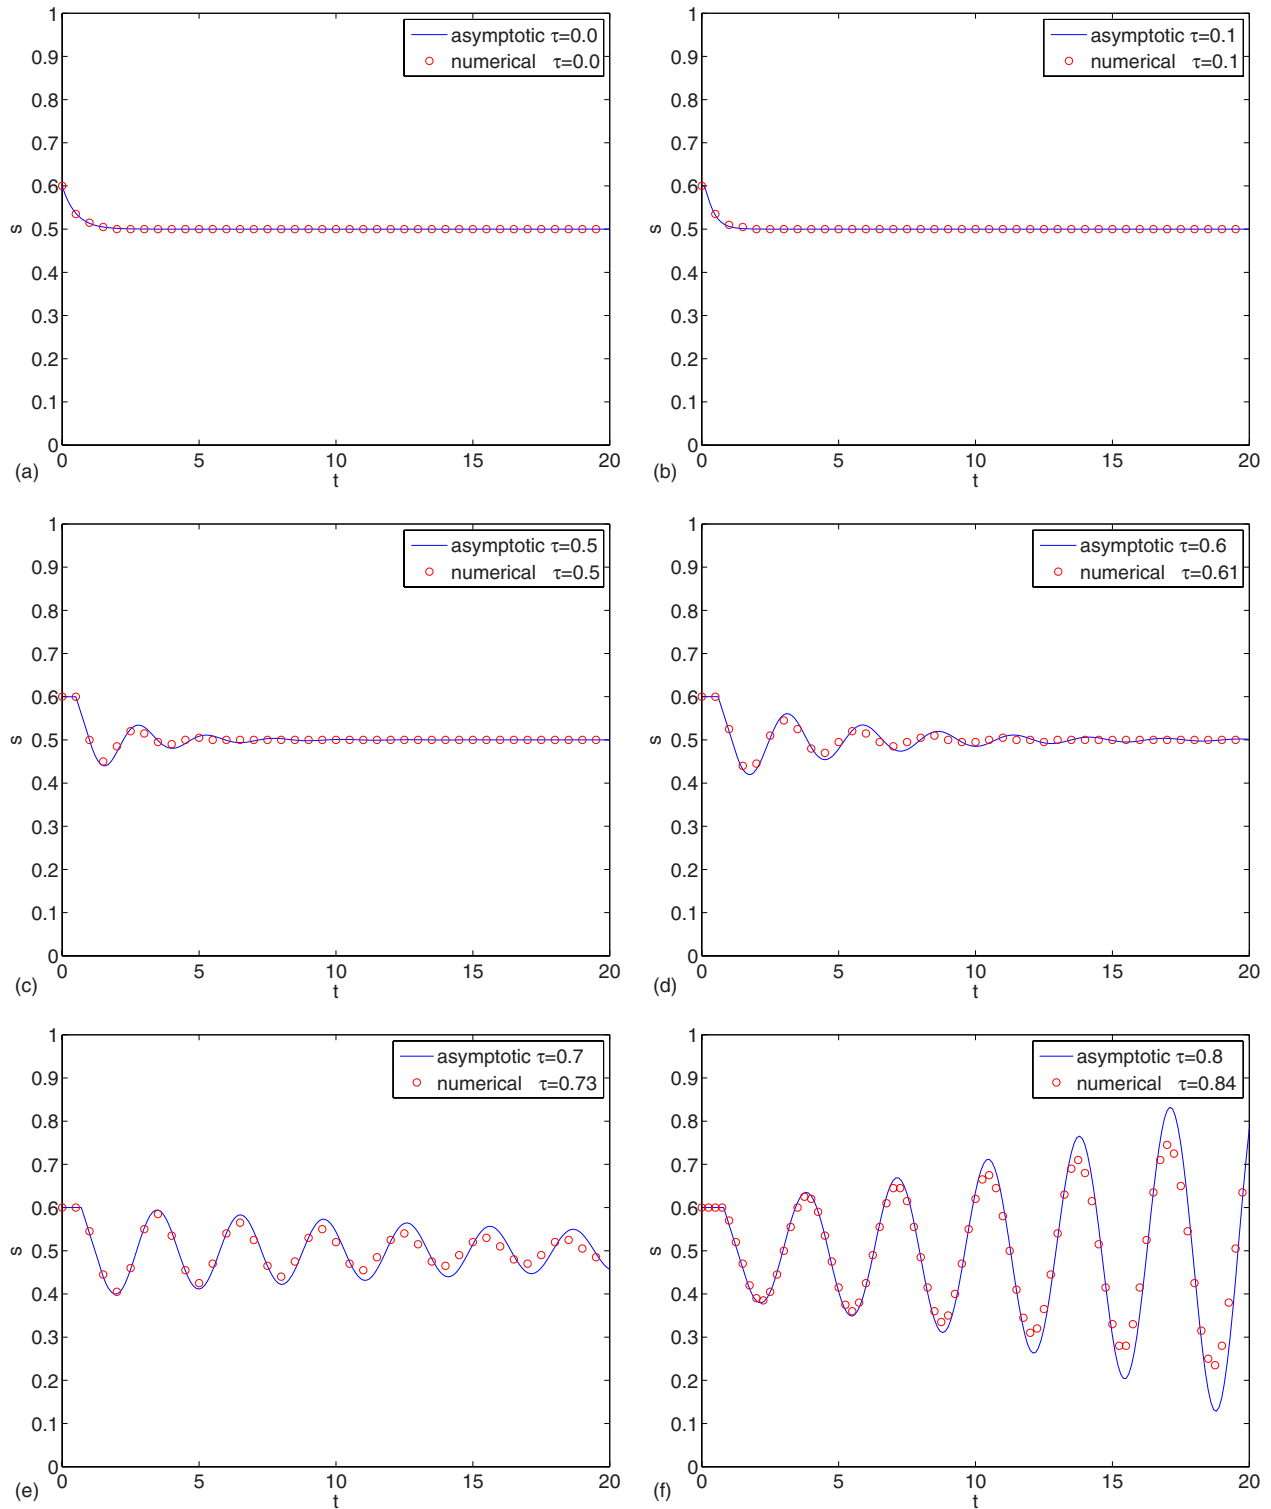 1
0.9
0.8
0.7
0.6
0.5
0.4
0.3
0.2
0.1
0
s
asymptotic τ=0.0
numerical τ=0.0
0 5 10 15 20
t
(a)
1
0.9
0.8
0.7
0.6
0.5
0.4
0.3
0.2
0.1
0
s
asymptotic τ=0.1
numerical τ=0.1
0 5 10 15 20
t
(b)
1
0.9
0.8
0.7
0.6
0.5
0.4
0.3
0.2
0.1
0
s
asymptotic τ=0.5
numerical τ=0.5
0 5 10 15 20
t
(c)
1
0.9
0.8
0.7
0.6
0.5
0.4
0.3
0.2
0.1
0
s
asymptotic τ=0.6
numerical τ=0.61
0 5 10 15 20
t
(d)
1
0.9
0.8
0.7
0.6
0.5
0.4
0.3
0.2
0.1
0
s
asymptotic τ=0.7
numerical τ=0.73
0 5 10 15 20
t
(e)
1
0.9
0.8
0.7
0.6
0.5
0.4
0.3
0.2
0.1
0
s
asymptotic τ=0.8
numerical τ=0.84
0 5 10 15 20
t
(f)